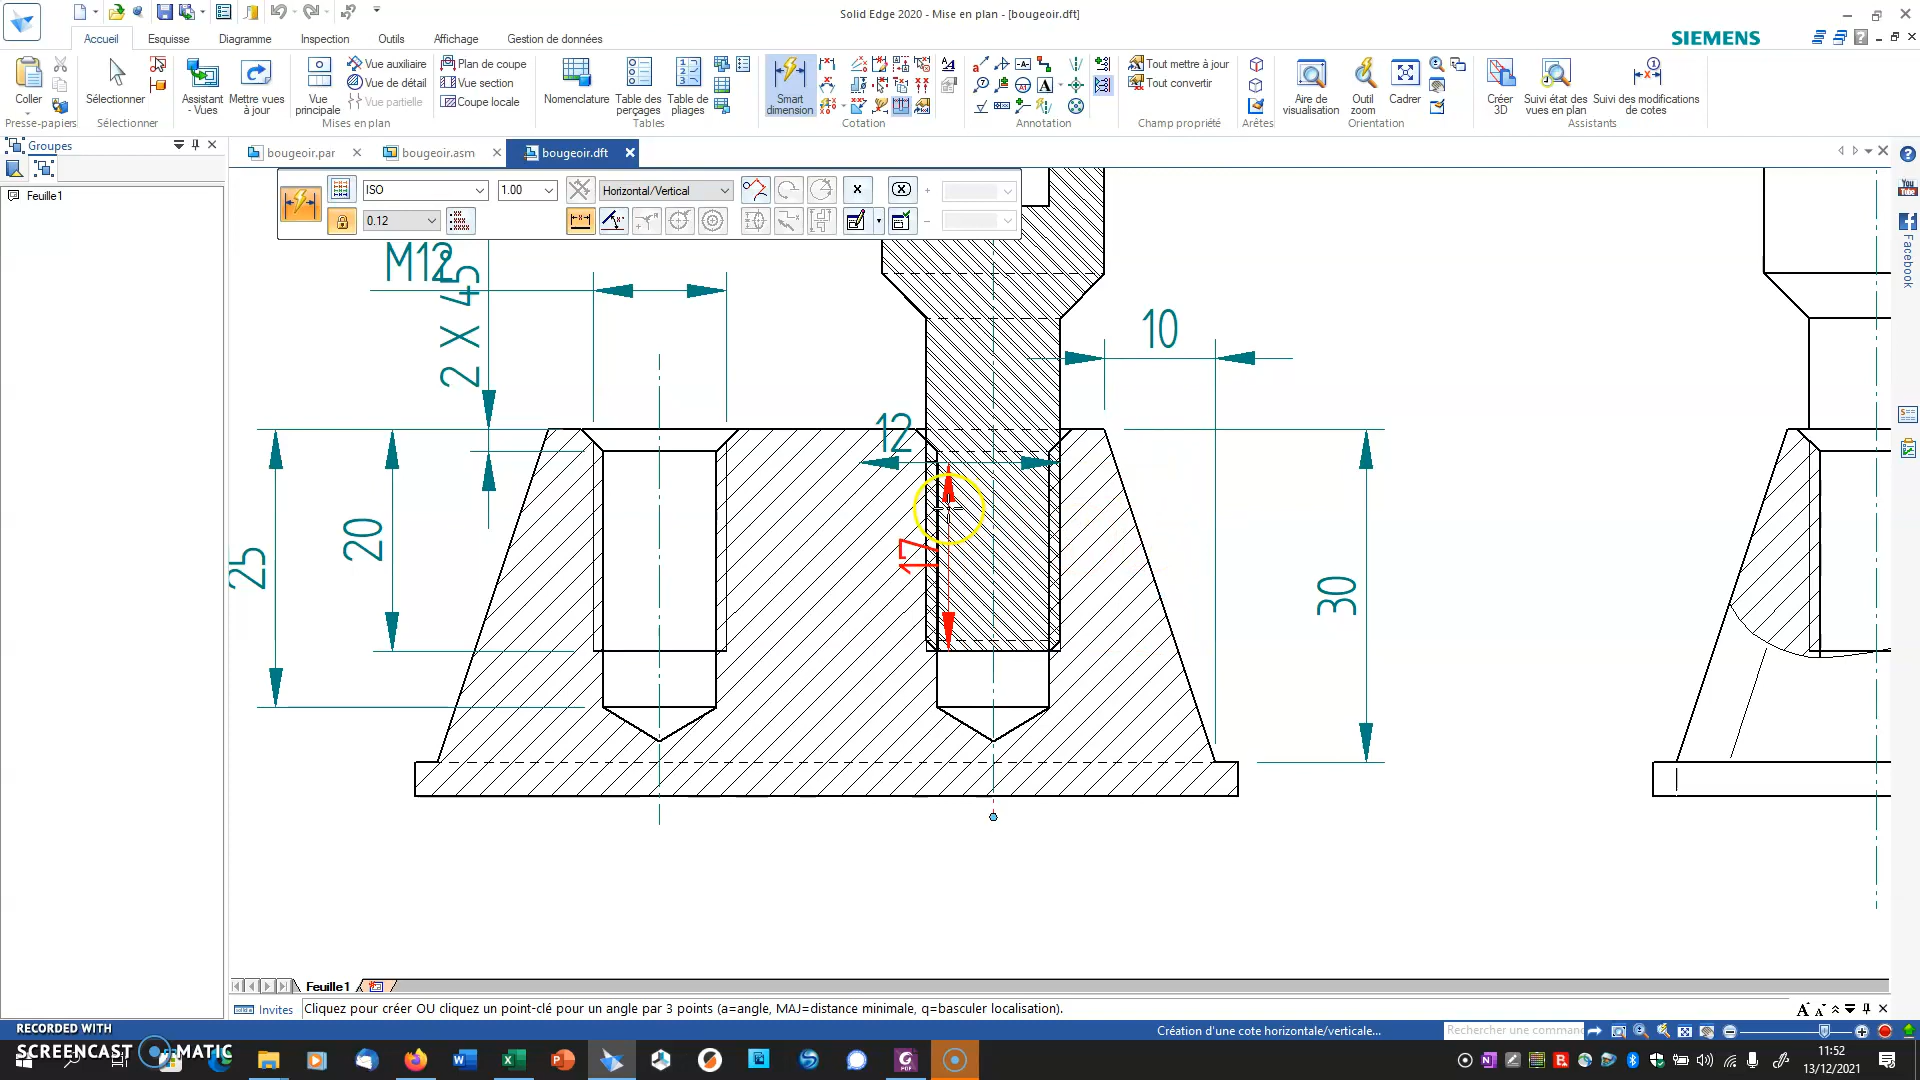 Solid Edge 2020 - Mise en plan - [bougeoir.dft]
Accueil
Esquisse
Diagramme
Inspection
Outils
Affichage
Gestion de données
SIEMENS
Coller
Presse-papiers
Sélectionner
Sélectionner
Assistant
- Vues
Mettre vues
à jour
Vue
principale
Vue auxiliaire
Vue de détail
Vue partielle
Plan de coupe
Vue section
Coupe locale
Mises en plan
Nomenclature
Table des
perçages
Table de
pliages
Tables
Smart
dimension
Cotation
Annotation
Tout mettre à jour
Tout convertir
Champ propriété
Arêtes
Aire de
visualisation
Outil
zoom
Cadrer
Orientation
Créer
3D
Suivi état des
vues en plan
Suivi des modifications
de cotes
Assistants
Groupes
bougeoir.par
bougeoir.asm
bougeoir.dft
Feuille1
ISO
1.00
Horizontal/Vertical
0.12
M12
2 X 45
10
12
17
20
25
30
You
Tube
Facebook
Feuille1
Invites
Cliquez pour créer OU cliquez un point-clé pour un angle par 3 points (a=angle, MAJ=distance minimale, q=basculer localisation).
Création d'une cote horizontale/verticale...
Rechercher une commande
RECORDED WITH
SCREENCAST MATIC
11:52
13/12/2021